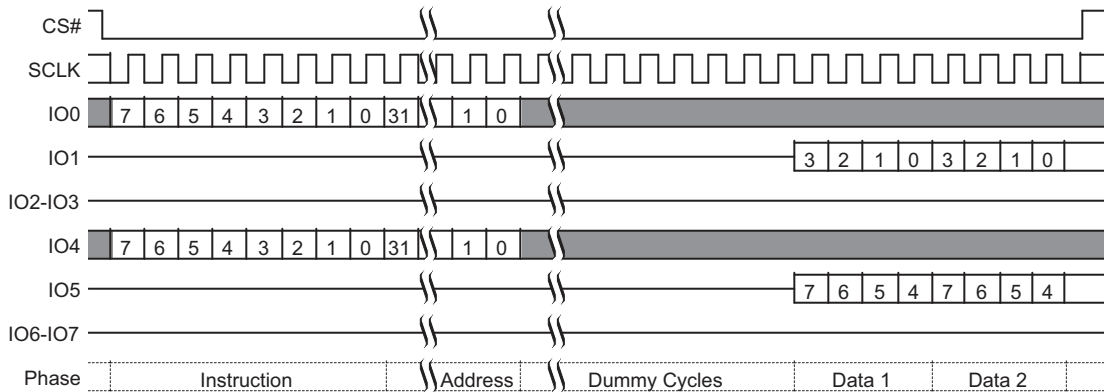 CS#
SCLK
IO0 7 6 5 4 3 2 1 0 31 1 0
IO1 3 2 1 0 3 2 1 0
IO2-IO3
IO4 7 6 5 4 3 2 1 0 31 1 0
IO5 7 6 5 4 7 6 5 4
IO6-IO7
Phase Instruction Address Dummy Cycles Data 1 Data 2